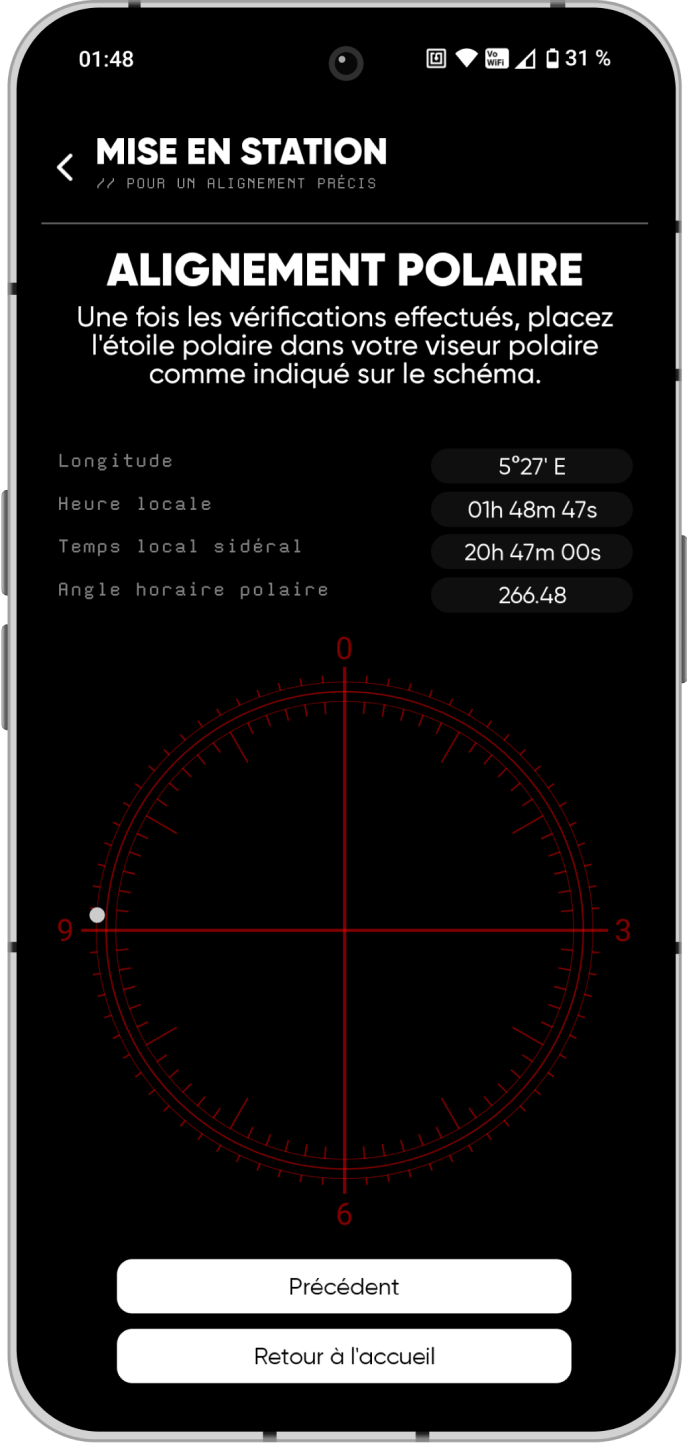 01:48
Vo
WiFi
31 %
MISE EN STATION
// POUR UN ALIGNEMENT PRÉCIS
ALIGNEMENT POLAIRE
Une fois les vérifications effectués, placez
l'étoile polaire dans votre viseur polaire
comme indiqué sur le schéma.
Longitude 5°27' E
Heure locale 01h 48m 47s
Temps local sidéral 20h 47m 00s
Angle horaire polaire 266.48
0
9
3
6
Précédent
Retour à l'accueil